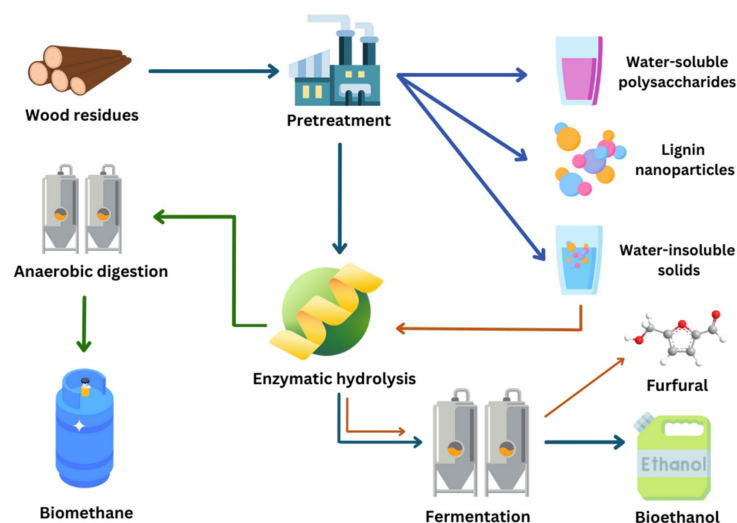 Wood residues
Pretreatment
Water-soluble
polysaccharides
Lignin
nanoparticles
Water-insoluble
solids
Anaerobic digestion
Enzymatic hydrolysis
Furfural
Biomethane
Fermentation
Ethanol
Bioethanol